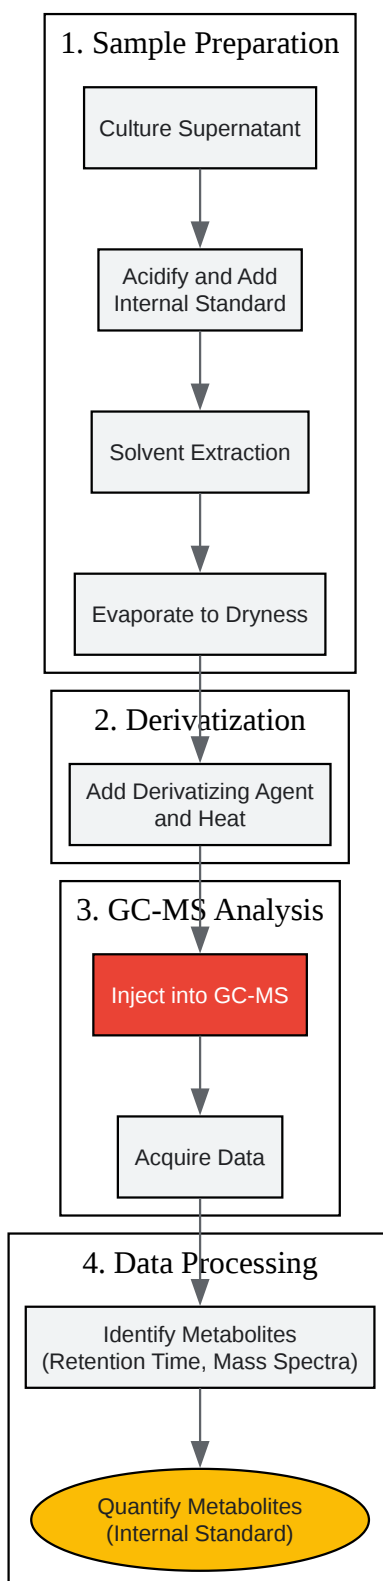 1. Sample Preparation
Culture Supernatant
Acidify and Add
Internal Standard
Solvent Extraction
Evaporate to Dryness
2. Derivatization
Add Derivatizing Agent
and Heat
3. GC-MS Analysis
Inject into GC-MS
Acquire Data
4. Data Processing
Identify Metabolites
(Retention Time, Mass Spectra)
Quantify Metabolites
(Internal Standard)